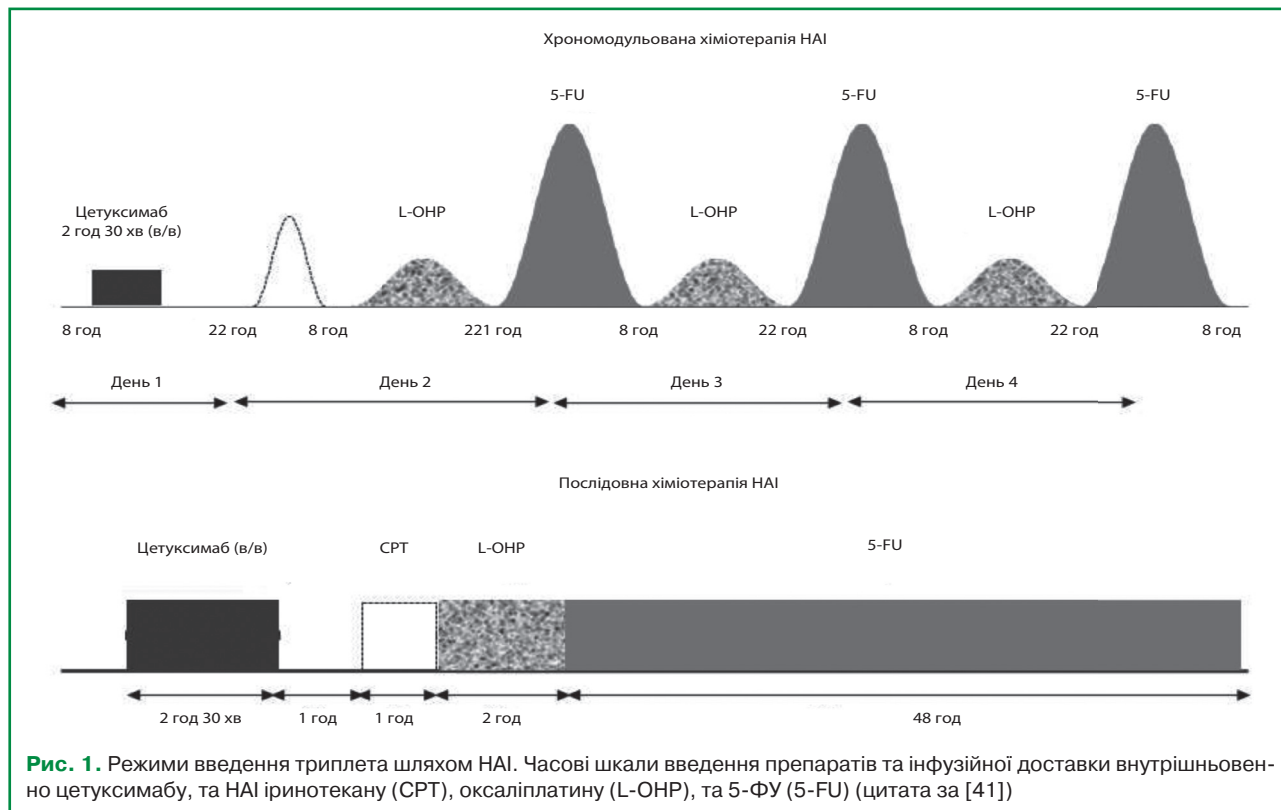 Хрономодульована хіміотерапія HAI
5-FU 5-FU 5-FU
Цетуксимаб
2 год 30 хв (в/в)
L-OHP L-OHP L-OHP
8 год 22 год 8 год 221 год 8 год 22 год 8 год 22 год 8 год
День 1 День 2 День 3 День 4
Послідовна хіміотерапія HAI
Цетуксимаб (в/в) СРТ L-OHP 5-FU
2 год 30 хв 1 год 1 год 2 год 48 год
Рис. 1. Режими введення триплета шляхом HAI. Часові шкали введення препаратів та інфузійної доставки внутрішньовен-
но цетуксимабу, та HAI іринотекану (СРТ), оксаліплатину (L-OHP), та 5-ФУ (5-FU) (цитата за [41])